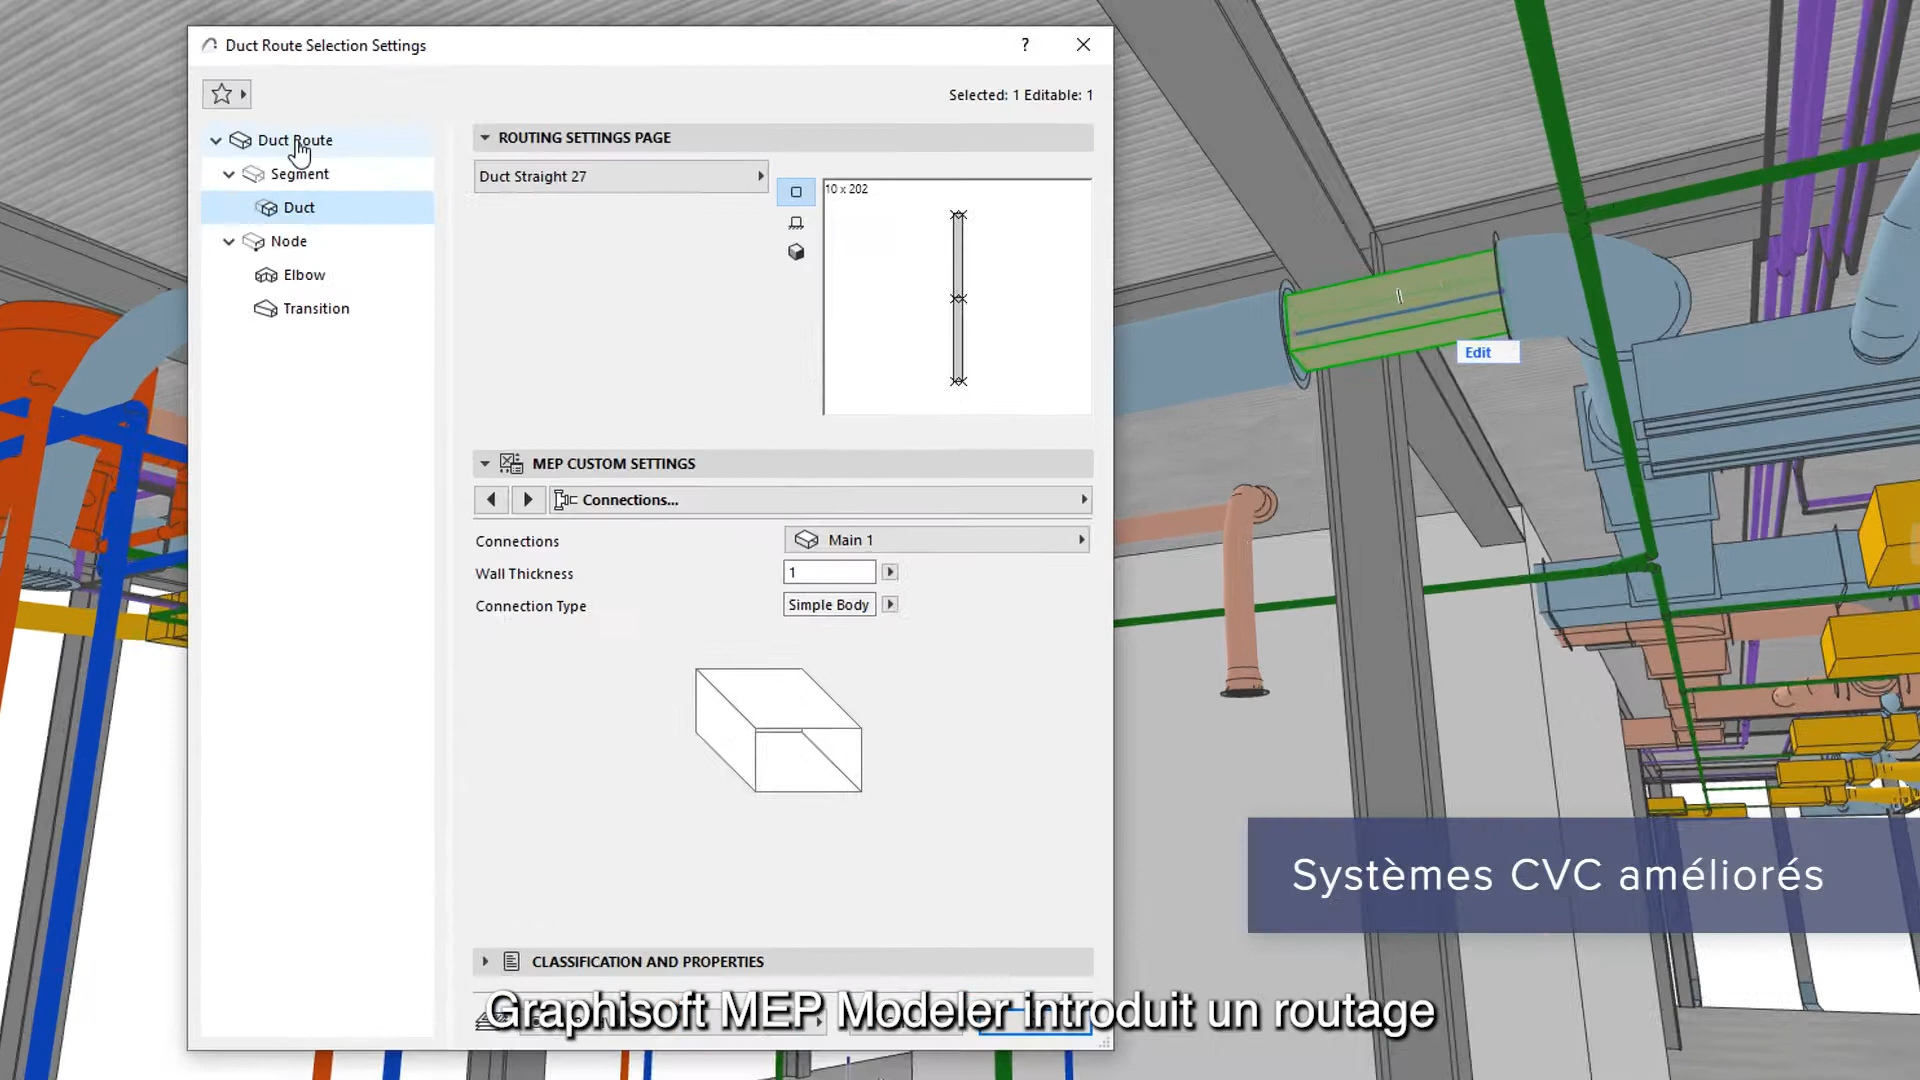 Duct Route Selection Settings
?
Selected: 1 Editable: 1
Duct Route
Segment
Duct
Node
Elbow
Transition
ROUTING SETTINGS PAGE
Duct Straight 27
10 x 202
MEP CUSTOM SETTINGS
Connections...
Connections
Main 1
Wall Thickness
1
Connection Type
Simple Body
CLASSIFICATION AND PROPERTIES
Edit
Systèmes CVC améliorés
Graphisoft MEP Modeler introduit un routage